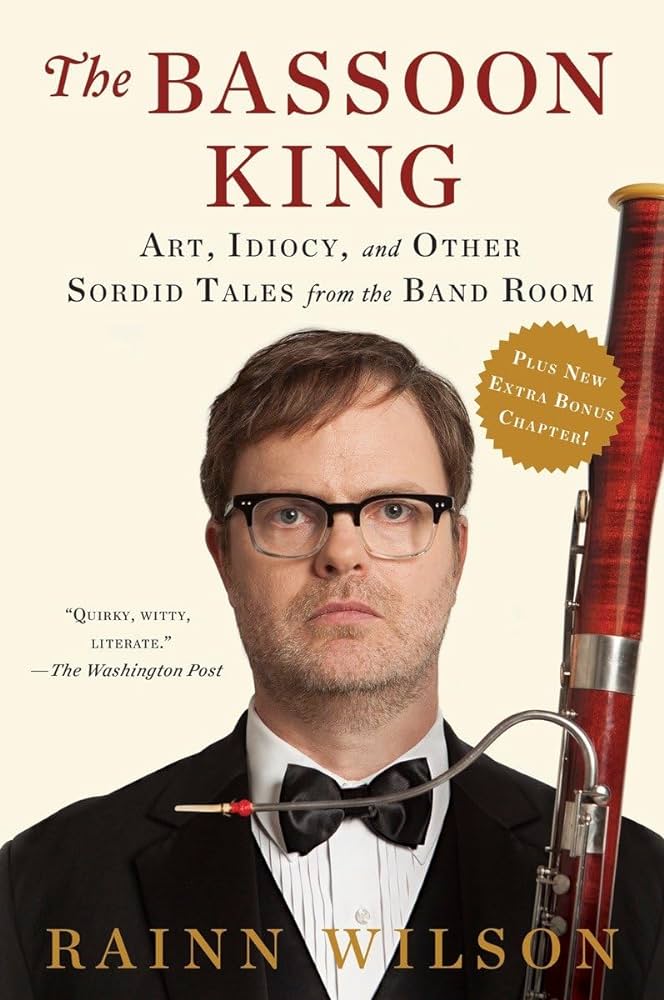 The BASSOON
KING
ART, IDIOCY, and OTHER
SORDID TALES from the BAND ROOM
PLUS NEW
EXTRA BONUS
CHAPTER!
“QUIRKY, WITTY,
LITERATE.”
—The Washington Post
RAINN WILSON